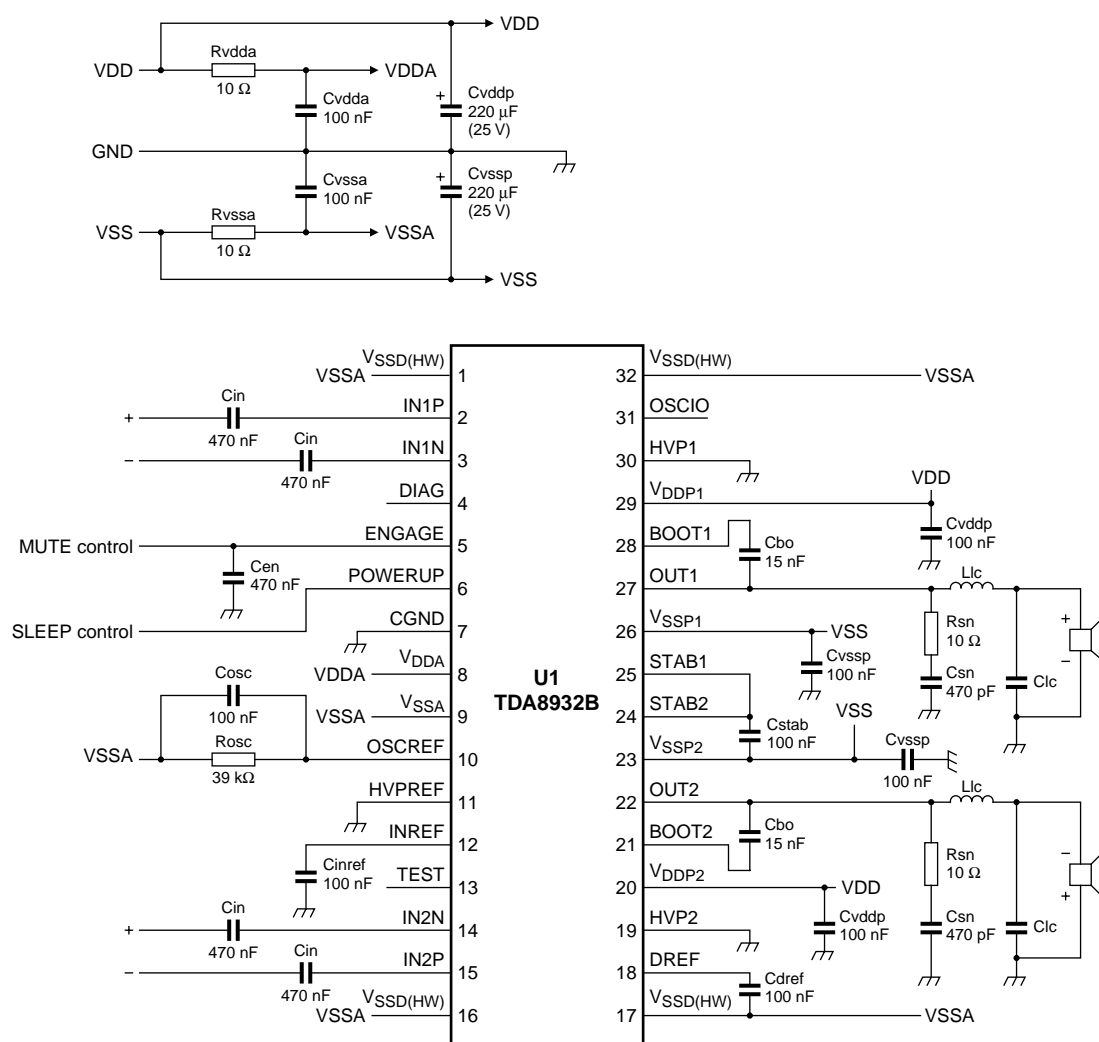 VDD
Rvdda
VDD
VDDA
10 Ω
Cvdda
100 nF
+
Cvddp
220 μF
(25 V)
GND
Cvssa
100 nF
+
Cvssp
220 μF
(25 V)
Rvssa
VSS
VSSA
10 Ω
VSS
VSSD(HW)
VSSA
1
Cin
IN1P
+
2
470 nF
Cin
IN1N
−
3
470 nF
DIAG
4
ENGAGE
MUTE control
5
Cen
470 nF
POWERUP
6
SLEEP control
CGND
7
VDDA
VDDA
8
Cosc
100 nF
VSSA
VSSA
9
Rosc
VSSA
OSCREF
10
39 kΩ
HVPREF
11
INREF
12
Cinref
100 nF
TEST
13
Cin
IN2N
+
14
470 nF
Cin
IN2P
−
15
470 nF
VSSD(HW)
VSSA
16
U1
TDA8932B
VSSD(HW)
32
VSSA
OSCIO
31
HVP1
30
VDDP1
29
VDD
Cvddp
100 nF
BOOT1
28
Cbo
15 nF
OUT1
27
Llc
Rsn
10 Ω
Csn
470 pF
Clc
+
−
VSSP1
26
VSS
Cvssp
100 nF
STAB1
25
STAB2
24
Cstab
100 nF
VSS
VSSP2
23
Cvssp
100 nF
OUT2
22
Llc
Cbo
15 nF
BOOT2
21
Rsn
10 Ω
Csn
470 pF
Clc
−
+
VDDP2
20
VDD
Cvddp
100 nF
HVP2
19
DREF
18
Cdref
100 nF
VSSD(HW)
17
VSSA